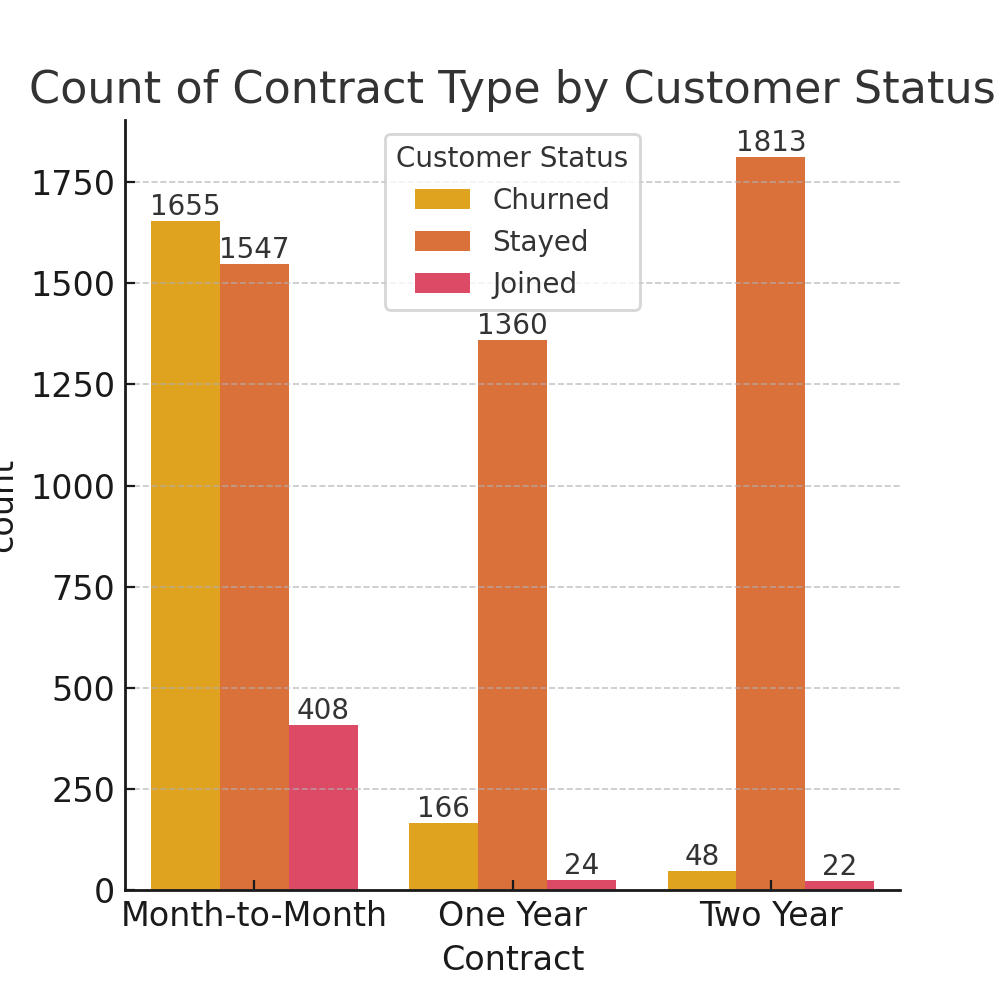 Count of Contract Type by Customer Status
Customer Status
Churned
Stayed
Joined
1813
1655
1547
1360
408
166
24
48
22
1750
1500
1250
1000
750
500
250
0
count
Month-to-Month One Year Two Year
Contract